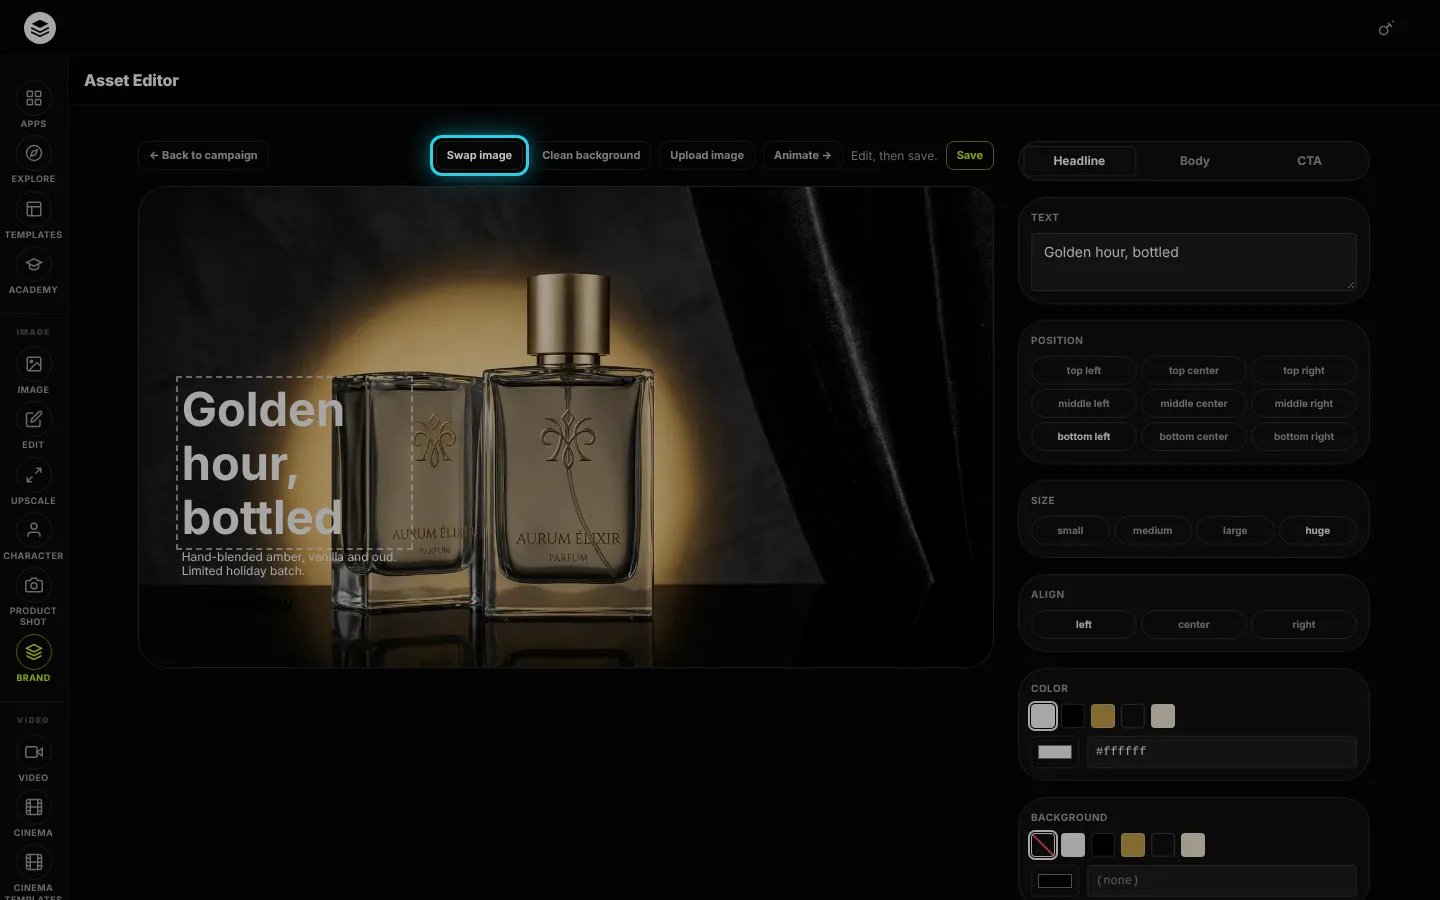 Asset Editor
← Back to campaign
Swap image
Clean background
Upload image
Animate →
Edit, then save.
Save
APPS
EXPLORE
TEMPLATES
ACADEMY
IMAGE
IMAGE
EDIT
UPSCALE
CHARACTER
PRODUCT
SHOT
BRAND
VIDEO
VIDEO
CINEMA
CINEMA
TEMPLATES
Golden
hour,
bottled
Hand-blended amber, vanilla and oud.
Limited holiday batch.
AURUM ÉLIXIR
PARFUM
AURUM ÉLIXIR
PARFUM
Headline
Body
CTA
TEXT
Golden hour, bottled
POSITION
top left
top center
top right
middle left
middle center
middle right
bottom left
bottom center
bottom right
SIZE
small
medium
large
huge
ALIGN
left
center
right
COLOR
#ffffff
BACKGROUND
(none)